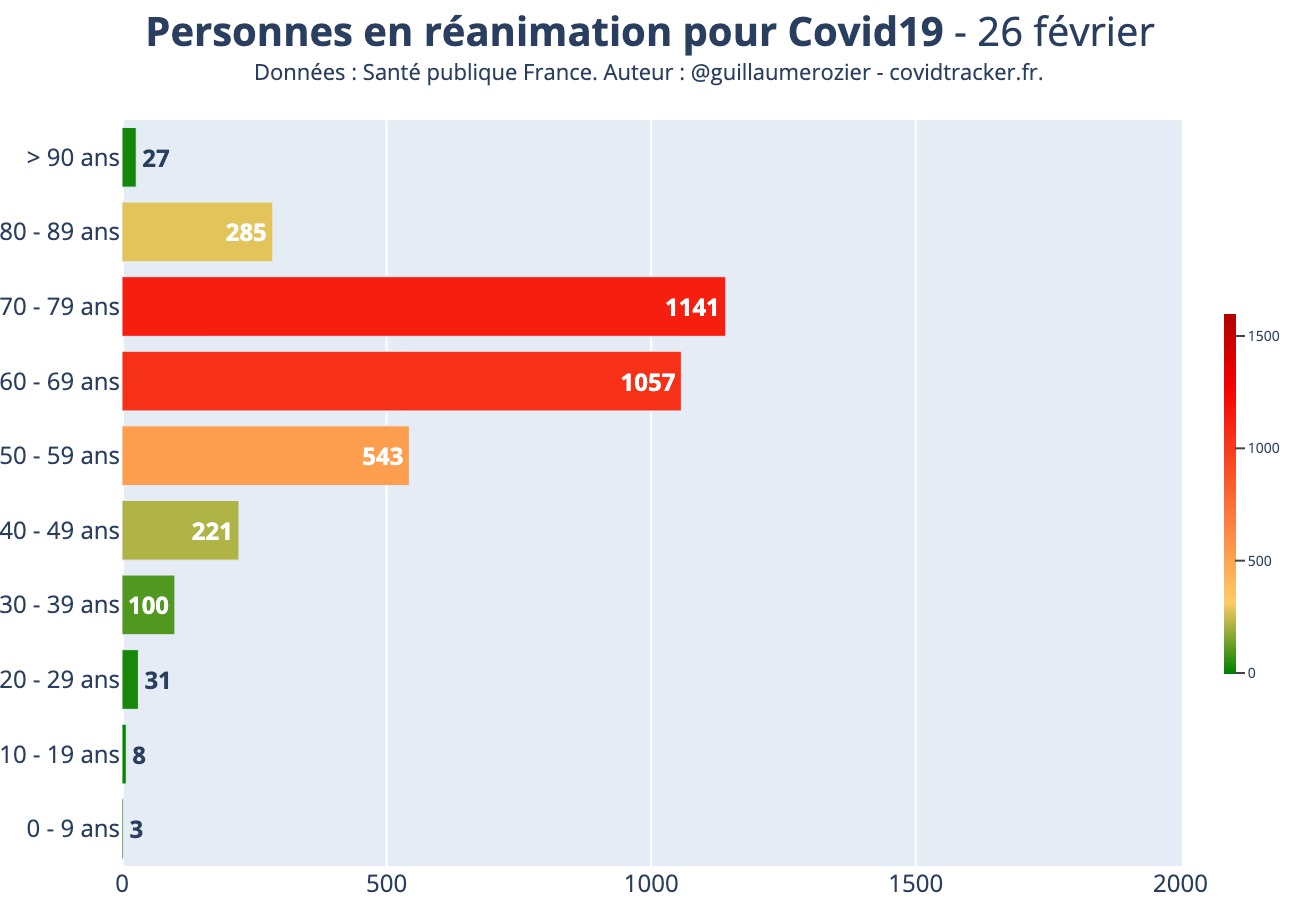 Personnes en réanimation pour Covid19 - 26 février
Données : Santé publique France. Auteur : @guillaumerozier - covidtracker.fr.
> 90 ans 27
80 - 89 ans 285
70 - 79 ans 1141
60 - 69 ans 1057
50 - 59 ans 543
40 - 49 ans 221
30 - 39 ans 100
20 - 29 ans 31
10 - 19 ans 8
0 - 9 ans 3
0 500 1000 1500 2000
1500
1000
500
0